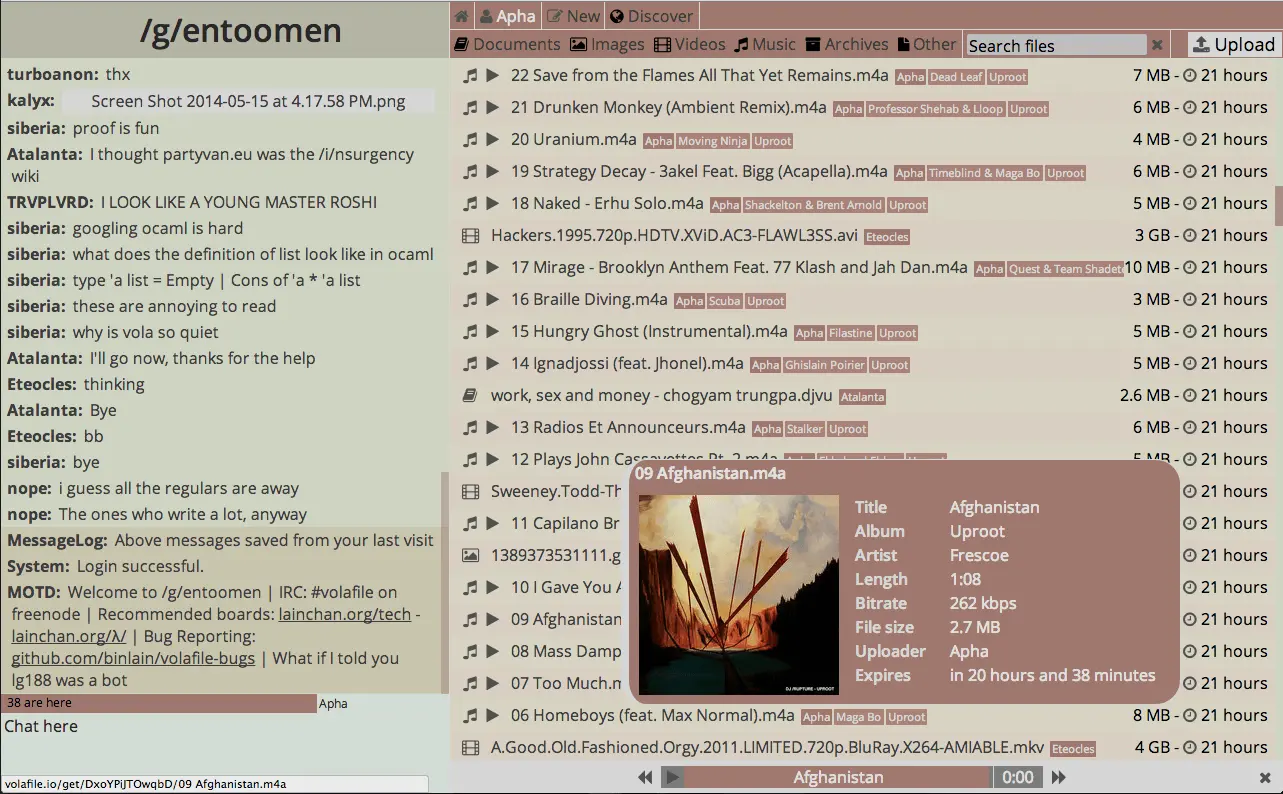 /g/entoomen
turboanon: thx
kalyx: Screen Shot 2014-05-15 at 4.17.58 PM.png
siberia: proof is fun
Atalanta: I thought partyvan.eu was the /i/nsurgency
wiki
TRVPLVRD: I LOOK LIKE A YOUNG MASTER ROSHI
siberia: googling ocaml is hard
siberia: what does the definition of list look like in ocaml
siberia: type 'a list = Empty | Cons of 'a * 'a list
siberia: these are annoying to read
siberia: why is vola so quiet
Atalanta: I'll go now, thanks for the help
Eteocles: thinking
Atalanta: Bye
Eteocles: bb
siberia: bye
nope: i guess all the regulars are away
nope: The ones who write a lot, anyway
MessageLog: Above messages saved from your last visit
System: Login successful.
MOTD: Welcome to /g/entoomen | IRC: #volafile on
freenode | Recommended boards: lainchan.org/tech -
lainchan.org/λ/ | Bug Reporting:
github.com/binlain/volafile-bugs | What if I told you
lg188 was a bot
38 are here Apha
Chat here
volafile.io/get/DxoYPiJTOwqbD/09 Afghanistan.m4a
Apha New Discover
Documents Images Videos Music Archives Other Search files Upload
22 Save from the Flames All That Yet Remains.m4a Apha Dead Leaf Uproot 7 MB - 21 hours
21 Drunken Monkey (Ambient Remix).m4a Apha Professor Shehab & Lloop Uproot 6 MB - 21 hours
20 Uranium.m4a Apha Moving Ninja Uproot 4 MB - 21 hours
19 Strategy Decay - 3akel Feat. Bigg (Acapella).m4a Apha Timeblind & Maga Bo Uproot 6 MB - 21 hours
18 Naked - Erhu Solo.m4a Apha Shackelton & Brent Arnold Uproot 5 MB - 21 hours
Hackers.1995.720p.HDTV.XViD.AC3-FLAWL3SS.avi Eteocles 3 GB - 21 hours
17 Mirage - Brooklyn Anthem Feat. 77 Klash and Jah Dan.m4a Apha Quest & Team Shadet 10 MB - 21 hours
16 Braille Diving.m4a Apha Scuba Uproot 3 MB - 21 hours
15 Hungry Ghost (Instrumental).m4a Apha Filastine Uproot 5 MB - 21 hours
14 Ignadjossi (feat. Jhonel).m4a Apha Ghislain Poirier Uproot 5 MB - 21 hours
work, sex and money - chogyam trungpa.djvu Atalanta 2.6 MB - 21 hours
13 Radios Et Announceurs.m4a Apha Stalker Uproot 6 MB - 21 hours
12 Plays John Cassavettes Pt. 2.m4a 5 MB - 21 hours
Sweeney.Todd-Th 21 hours
11 Capilano Br 21 hours
1389373531111.g 21 hours
10 I Gave You A 21 hours
09 Afghanistan 21 hours
08 Mass Damp 21 hours
07 Too Much.m 21 hours
09 Afghanistan.m4a
DJ /RUPTURE - UPROOT
Title Afghanistan
Album Uproot
Artist Frescoe
Length 1:08
Bitrate 262 kbps
File size 2.7 MB
Uploader Apha
Expires in 20 hours and 38 minutes
06 Homeboys (feat. Max Normal).m4a Apha Maga Bo Uproot 8 MB - 21 hours
A.Good.Old.Fashioned.Orgy.2011.LIMITED.720p.BluRay.X264-AMIABLE.mkv Eteocles 4 GB - 21 hours
Afghanistan 0:00